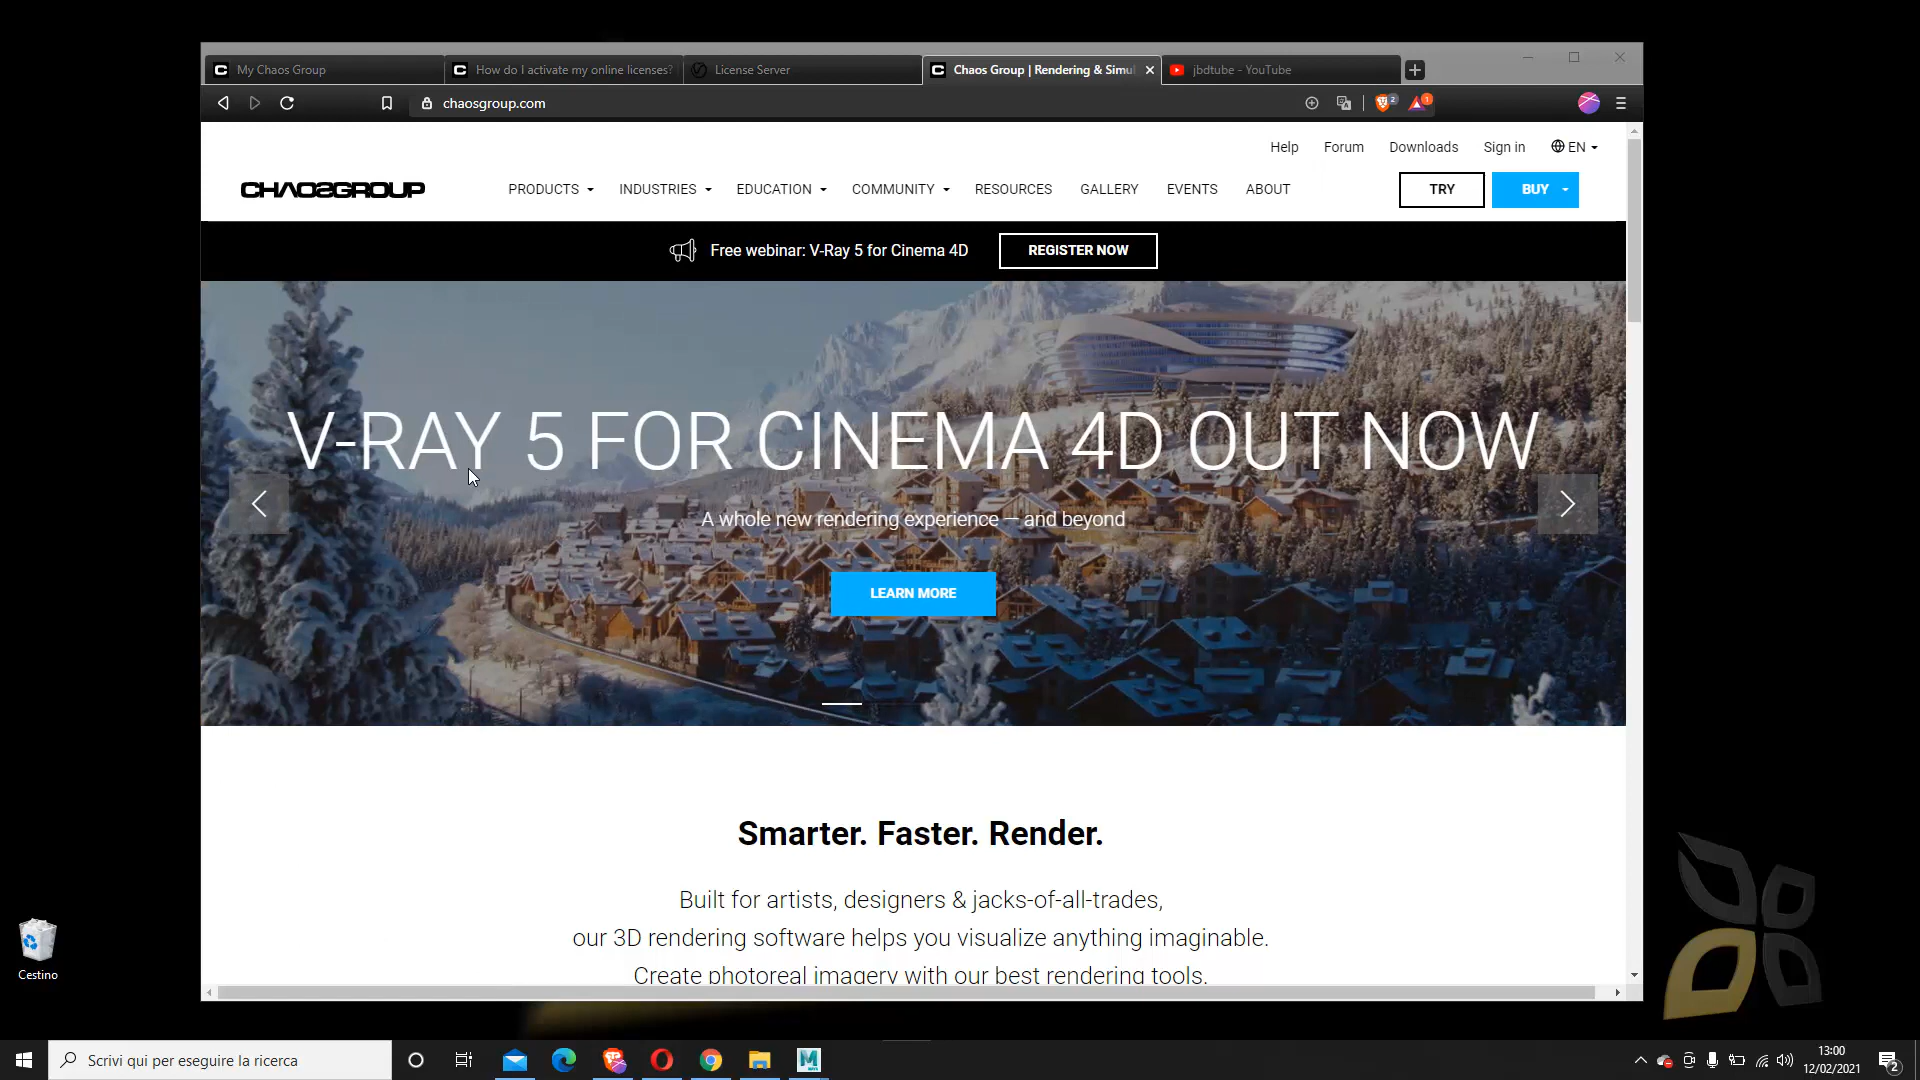 My Chaos Group
How do I activate my online licenses?
License Server
Chaos Group | Rendering & Simul
jbdtube - YouTube
chaosgroup.com
2
1
Help Forum Downloads Sign in EN
CHAOSGROUP
PRODUCTS INDUSTRIES EDUCATION COMMUNITY RESOURCES GALLERY EVENTS ABOUT
TRY
BUY
Free webinar: V-Ray 5 for Cinema 4D
REGISTER NOW
V-RAY 5 FOR CINEMA 4D OUT NOW
A whole new rendering experience — and beyond
LEARN MORE
Smarter. Faster. Render.
Built for artists, designers & jacks-of-all-trades,
our 3D rendering software helps you visualize anything imaginable.
Create photoreal imagery with our best rendering tools.
Cestino
Scrivi qui per eseguire la ricerca
13:00
12/02/2021
2